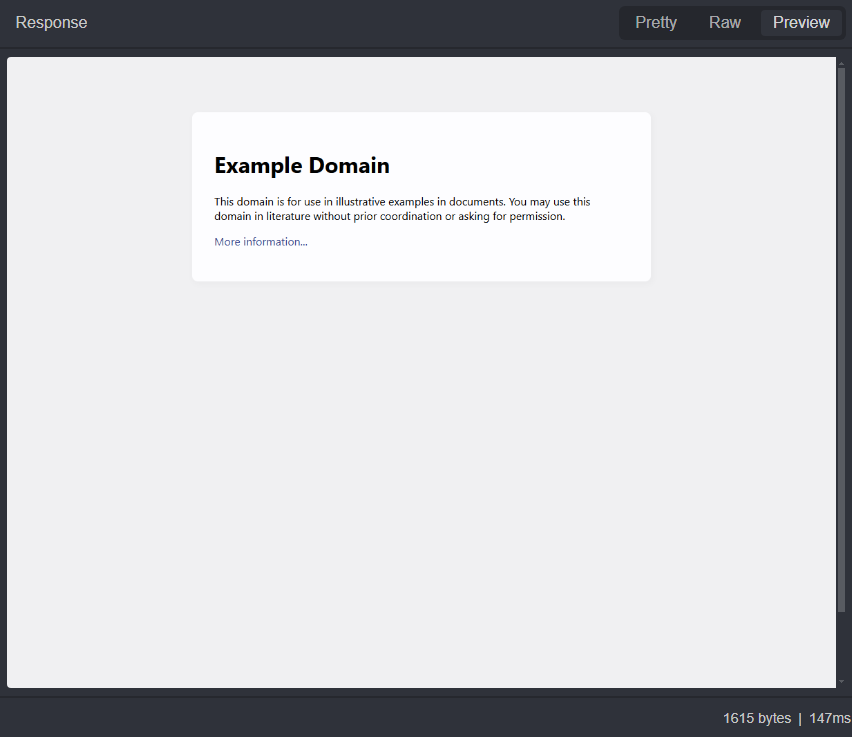 Response
Pretty Raw Preview
Example Domain
This domain is for use in illustrative examples in documents. You may use this
domain in literature without prior coordination or asking for permission.
More information...
1615 bytes | 147ms